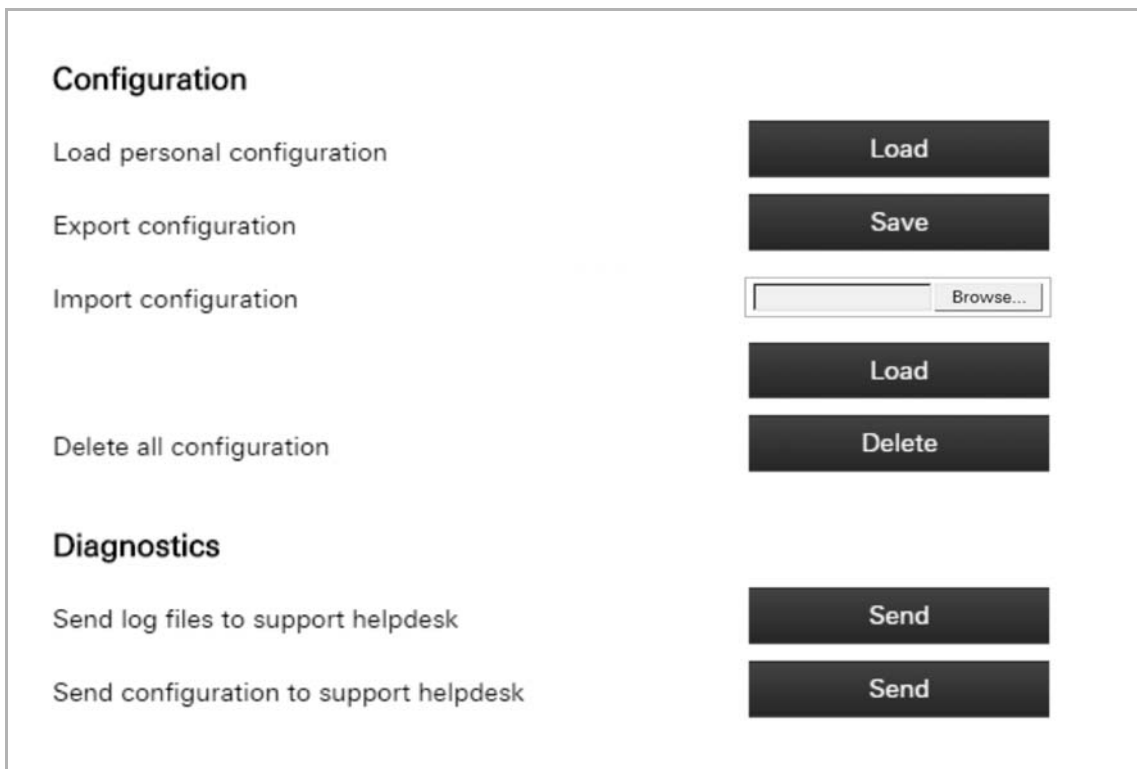 Configuration
Load personal configuration Load
Export configuration Save
Import configuration Browse...
Load
Delete all configuration Delete
Diagnostics
Send log files to support helpdesk Send
Send configuration to support helpdesk Send